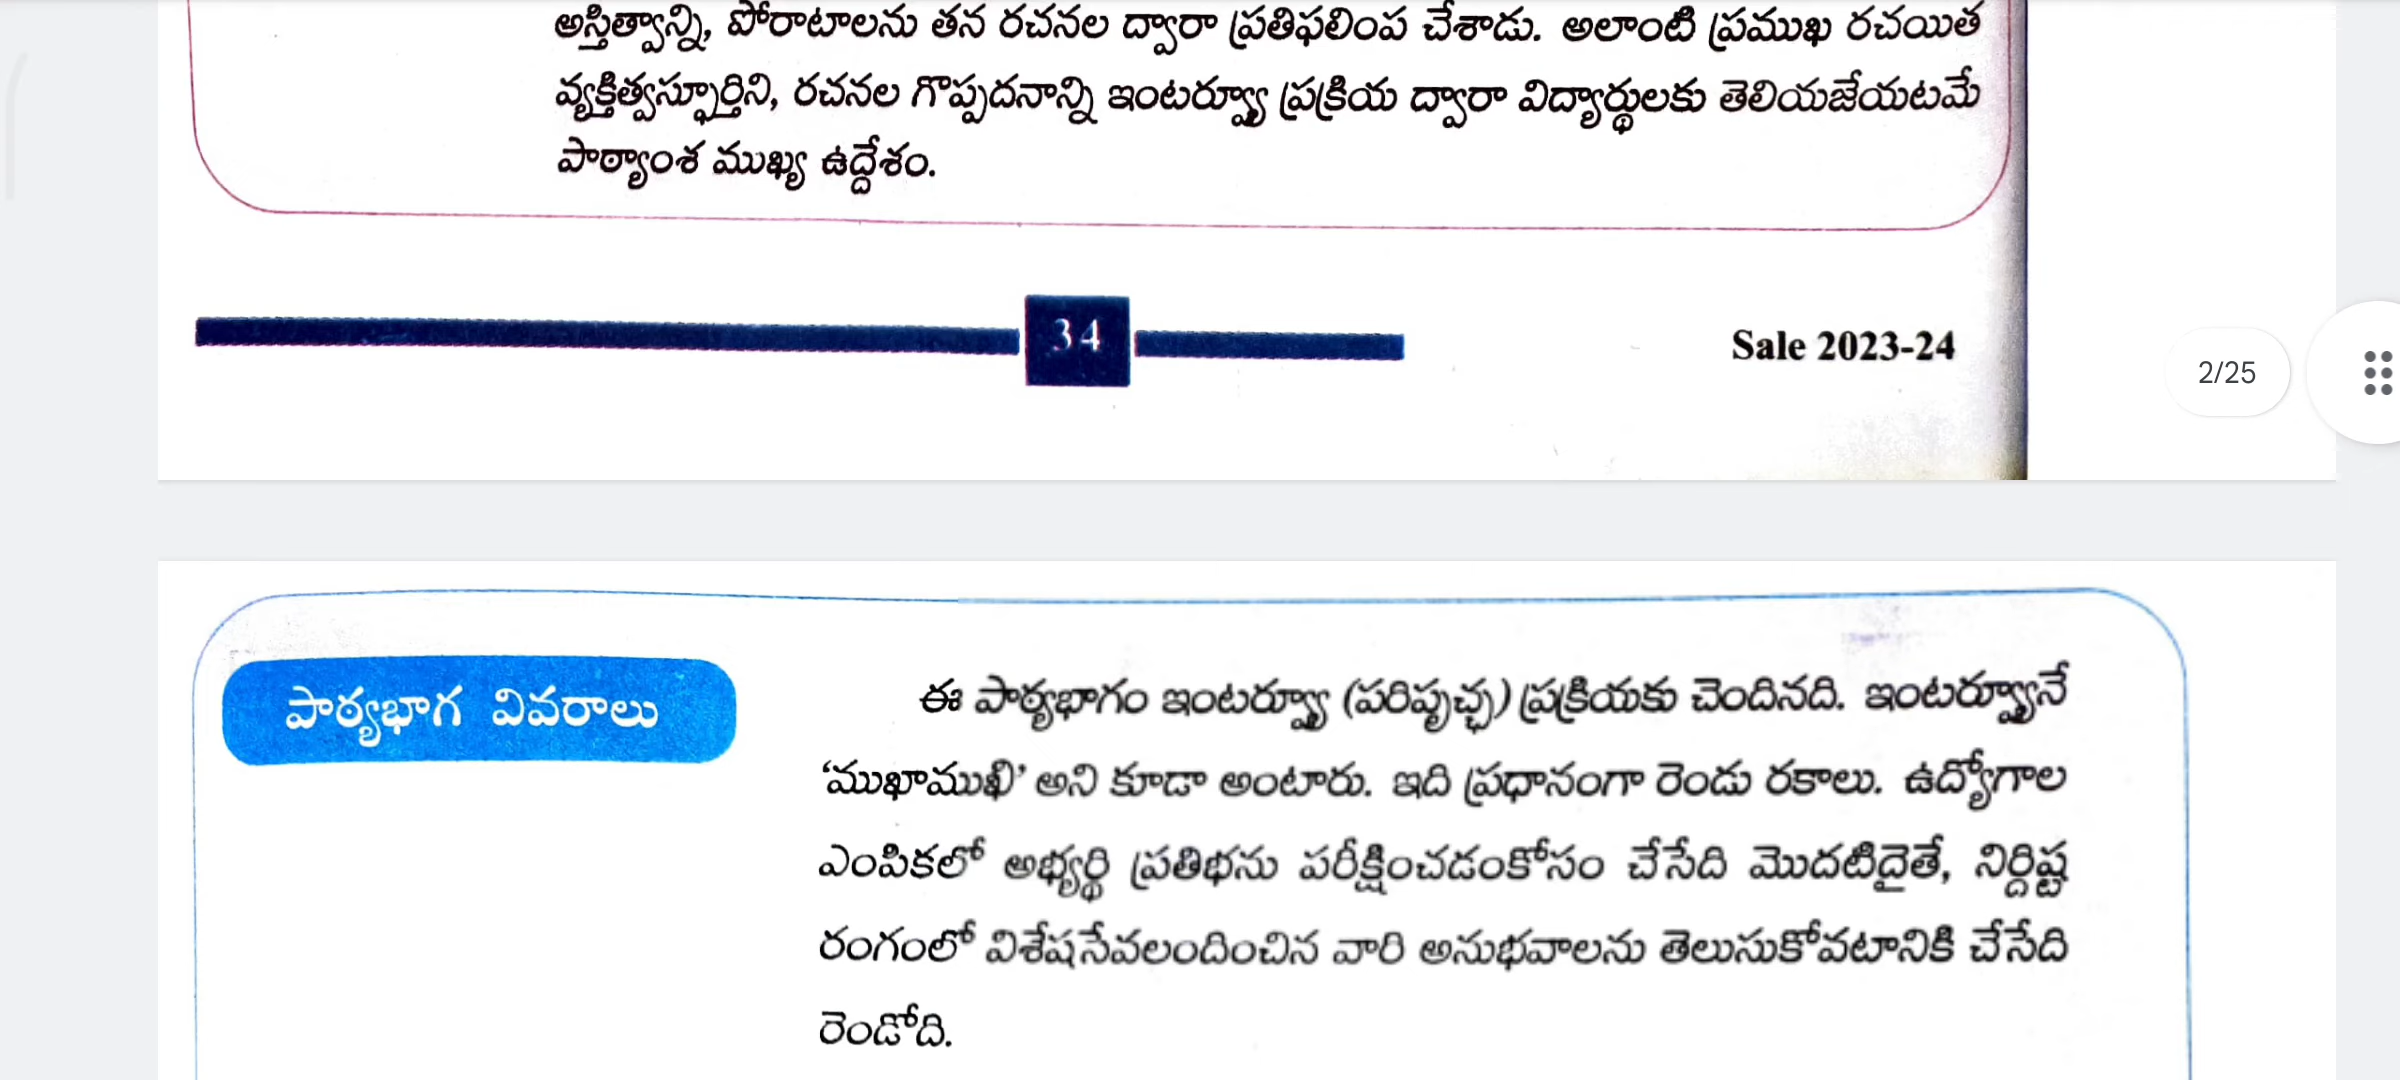 అస్తిత్వాన్ని, పోరాటాలను తన రచనల ద్వారా ప్రతిఫలింప చేశాడు. అలాంటి ప్రముఖ రచయిత
వ్యక్తిత్వస్ఫూర్తిని, రచనల గొప్పదనాన్ని ఇంటర్వ్యూ ప్రక్రియ ద్వారా విద్యార్థులకు తెలియజేయటమే
పాఠ్యాంశ ముఖ్య ఉద్దేశం.
34
Sale 2023-24
2/25
పాఠ్యభాగ వివరాలు
ఈ పాఠ్యభాగం ఇంటర్వ్యూ (పరిపృచ్ఛ) ప్రక్రియకు చెందినది. ఇంటర్వ్యూనే
‘ముఖాముఖి’ అని కూడా అంటారు. ఇది ప్రధానంగా రెండు రకాలు. ఉద్యోగాల
ఎంపికలో అభ్యర్థి ప్రతిభను పరీక్షించడంకోసం చేసేది మొదటిదైతే, నిర్దిష్ట
రంగంలో విశేషసేవలందించిన వారి అనుభవాలను తెలుసుకోవటానికి చేసేది
రెండోది.